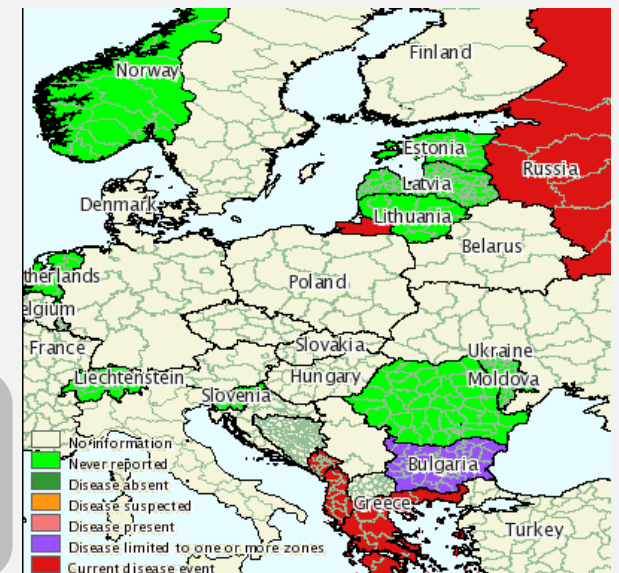 Finland
Norway
Estonia
Russia
Latvia
Denmark
Lithuania
Belarus
therlands
Poland
elgium
France
Slovakia
Ukraine
Liechtenstein
Hungary
Moldova
Slovenia
No information
Never reported
Bulgaria
Disease absent
Disease suspected
Greece
Disease present
Turkey
Disease limited to one or more zones
Current disease event